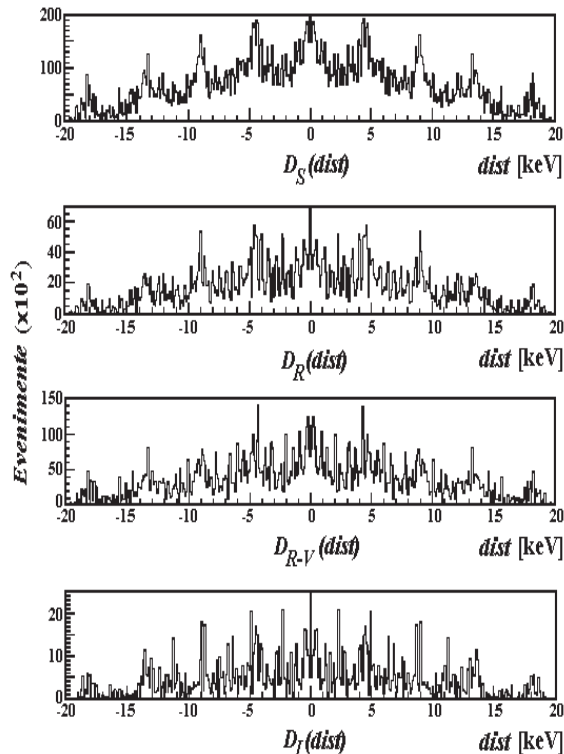 Evenimente (x10²)
200
100
0
-20 -15 -10 -5 0 5 10 15 20
D_S(dist) dist [keV]
60
40
20
0
-20 -15 -10 -5 0 5 10 15 20
D_R(dist) dist [keV]
150
100
50
0
-20 -15 -10 -5 0 5 10 15 20
D_R-V(dist) dist [keV]
20
10
0
-20 -15 -10 -5 0 5 10 15 20
D_I(dist) dist [keV]